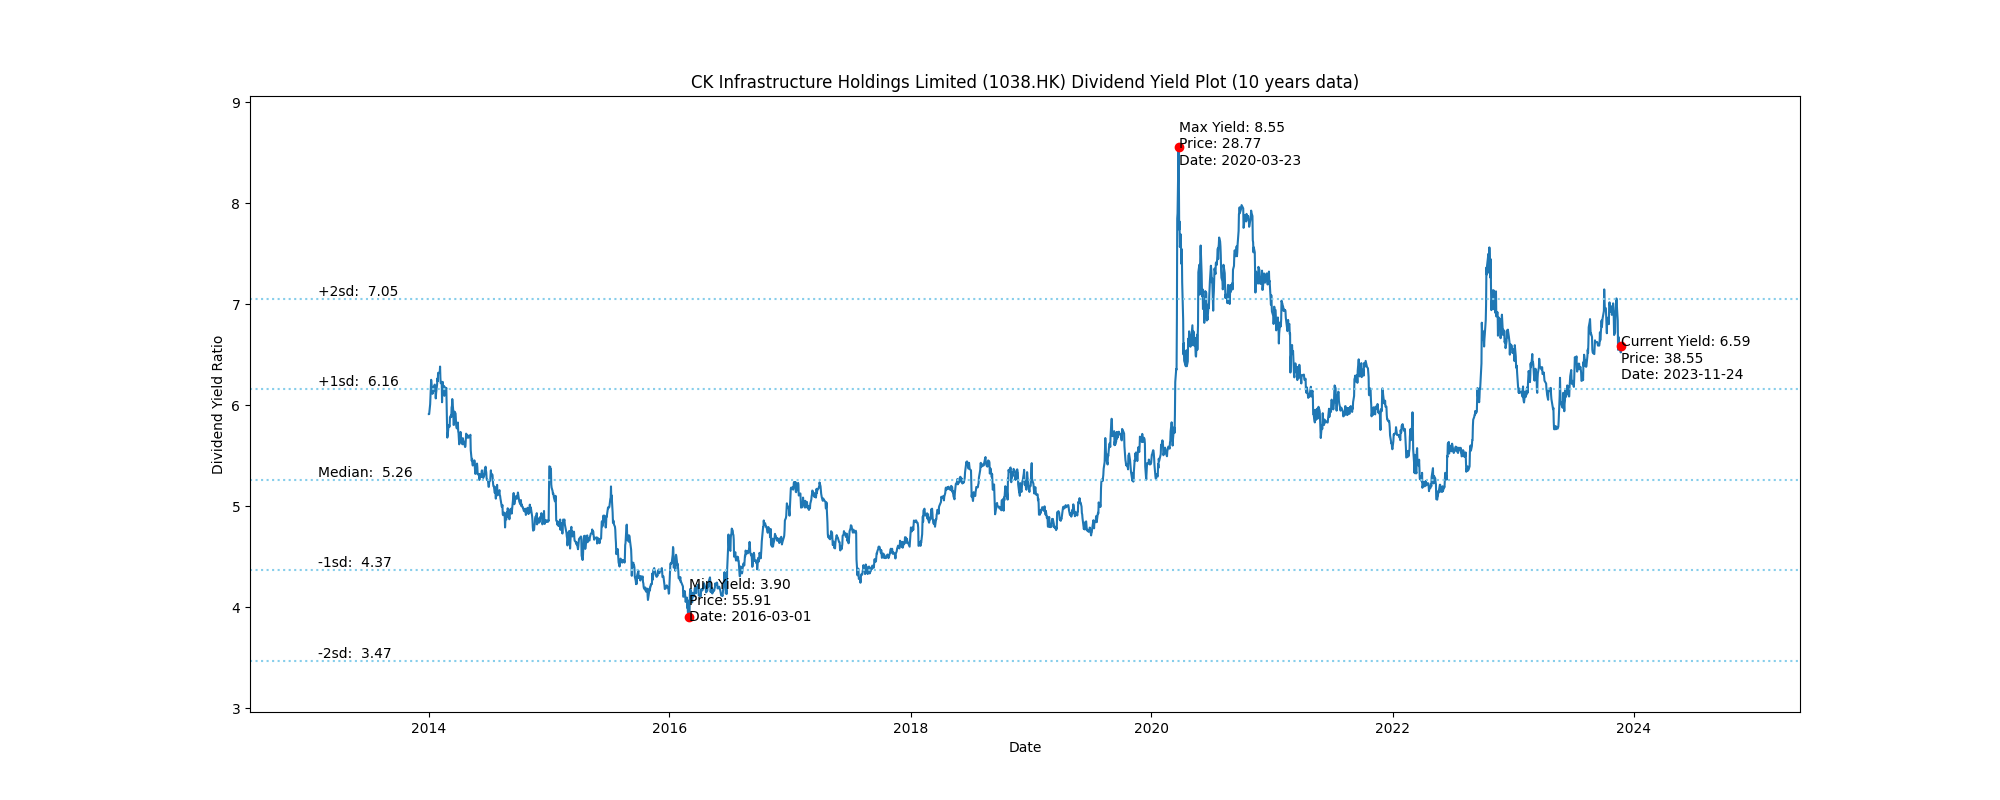 CK Infrastructure Holdings Limited (1038.HK) Dividend Yield Plot (10 years data)
9
8
7
6
5
4
3
Dividend Yield Ratio
Max Yield: 8.55
Price: 28.77
Date: 2020-03-23
+2sd: 7.05
Current Yield: 6.59
Price: 38.55
Date: 2023-11-24
+1sd: 6.16
Median: 5.26
-1sd: 4.37
Min Yield: 3.90
Price: 55.91
Date: 2016-03-01
-2sd: 3.47
2014
2016
2018
2020
2022
2024
Date